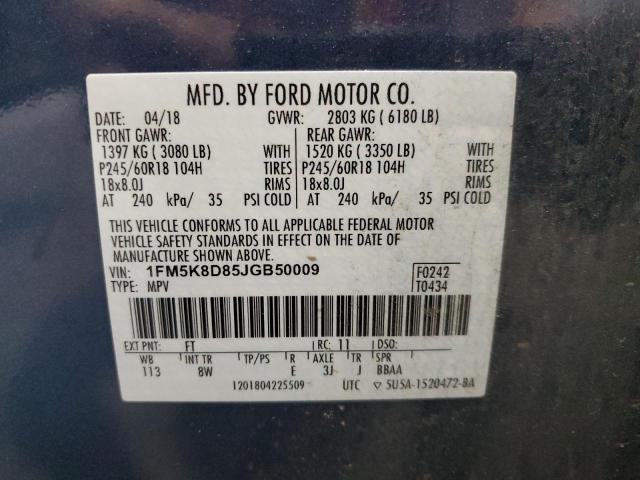 MFD. BY FORD MOTOR CO.
DATE: 04/18 GVWR: 2803 KG ( 6180 LB)
FRONT GAWR: REAR GAWR:
1397 KG ( 3080 LB) WITH 1520 KG ( 3350 LB) WITH
P245/60R18 104H TIRES P245/60R18 104H TIRES
18x8.0J RIMS 18x8.0J RIMS
AT 240 kPa/ 35 PSI COLD AT 240 kPa/ 35 PSI COLD
THIS VEHICLE CONFORMS TO ALL APPLICABLE FEDERAL MOTOR
VEHICLE SAFETY STANDARDS IN EFFECT ON THE DATE OF
MANUFACTURE SHOWN ABOVE.
VIN: 1FM5K8D85JGB50009 F0242
TYPE: MPV T0434
EXT PNT: FT RC: 11 DSO:
WB INT TR TP/PS R AXLE TR SPR
113 8W E 3J J BBAA
1201804225509 UTC ▽ 5U5A-1520472-BA